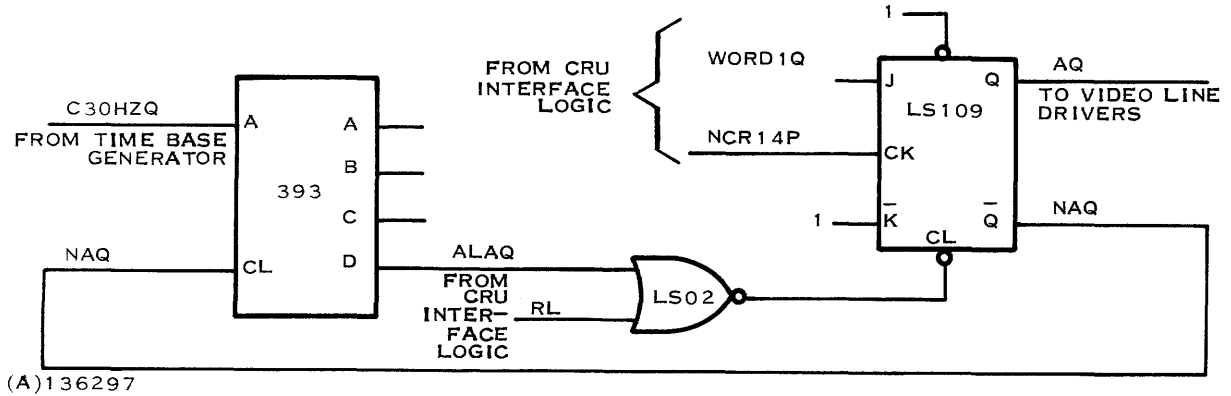 1
FROM CRU
INTERFACE
LOGIC
WORD1Q
NCR14P
J
Q
LS109
CK
K
Q
CL
1
AQ
TO VIDEO LINE
DRIVERS
NAQ
C30HZQ
FROM TIME BASE
GENERATOR
A
A
B
393
C
D
CL
NAQ
ALAQ
FROM
CRU
INTER-
FACE
LOGIC
RL
LS02
(A)136297